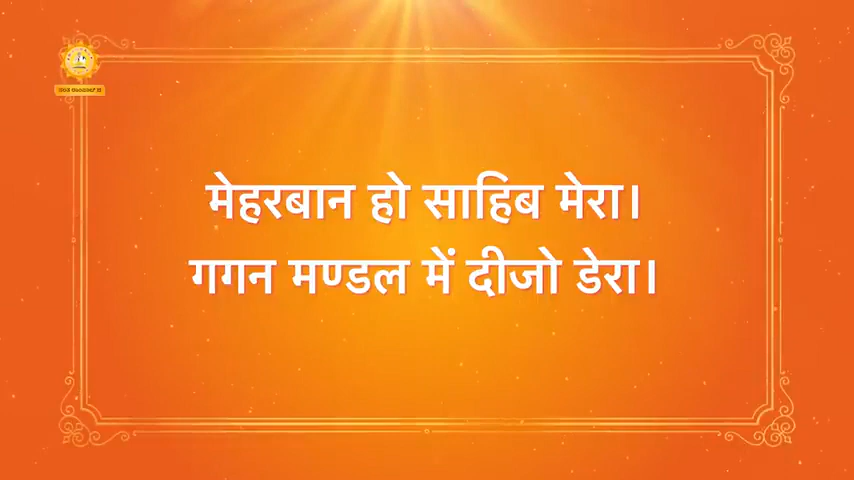 मेहरबान हो साहिब मेरा।
गगन मण्डल में दीजो डेरा।